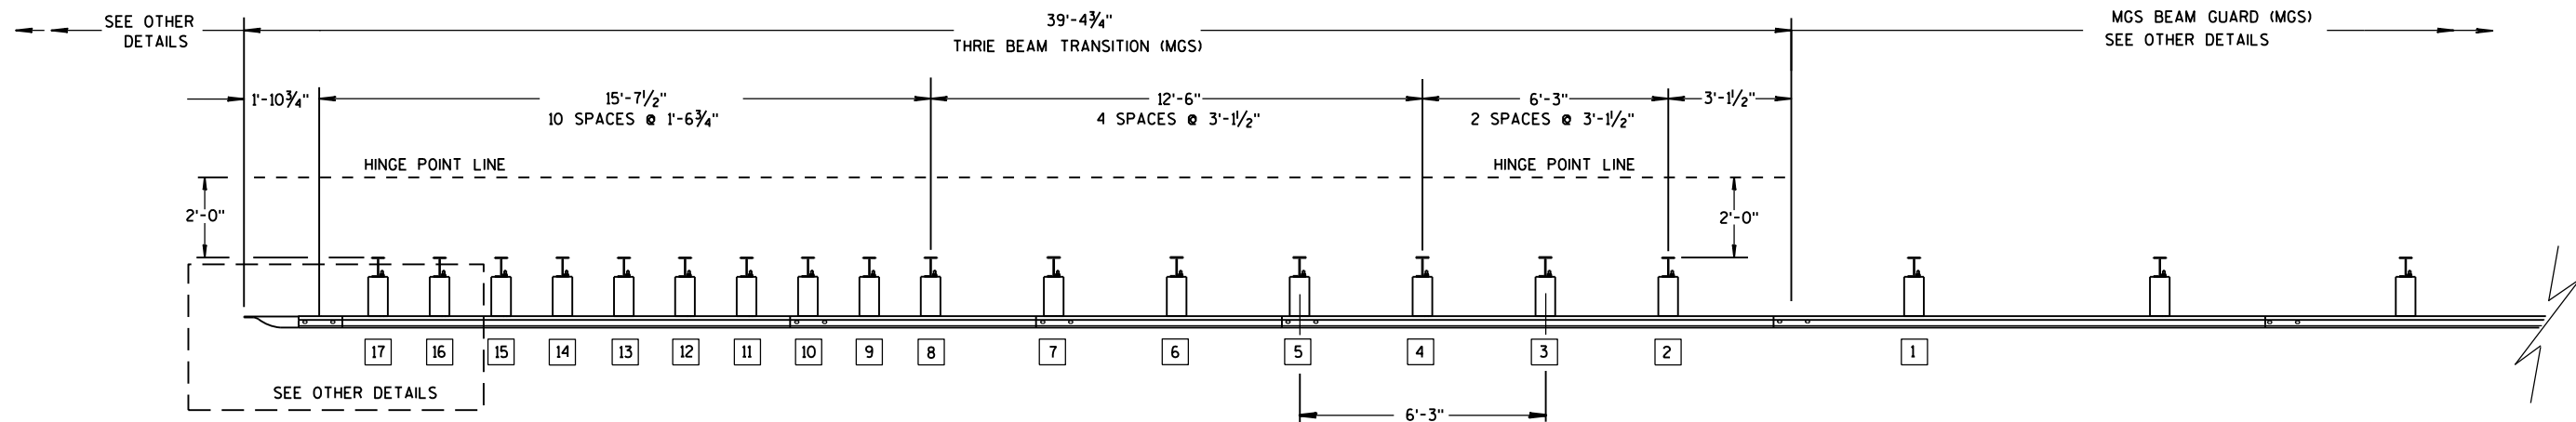 SEE OTHER
DETAILS
39'-4¾"
THRIE BEAM TRANSITION (MGS)
MGS BEAM GUARD (MGS)
SEE OTHER DETAILS
1'-10¾"
15'-7½"
10 SPACES @ 1'-6¾"
12'-6"
4 SPACES @ 3'-1½"
6'-3"
2 SPACES @ 3'-1½"
3'-1½"
HINGE POINT LINE
HINGE POINT LINE
2'-0"
2'-0"
17 16 15 14 13 12 11 10 9 8 7 6 5 4 3 2 1
SEE OTHER DETAILS
6'-3"